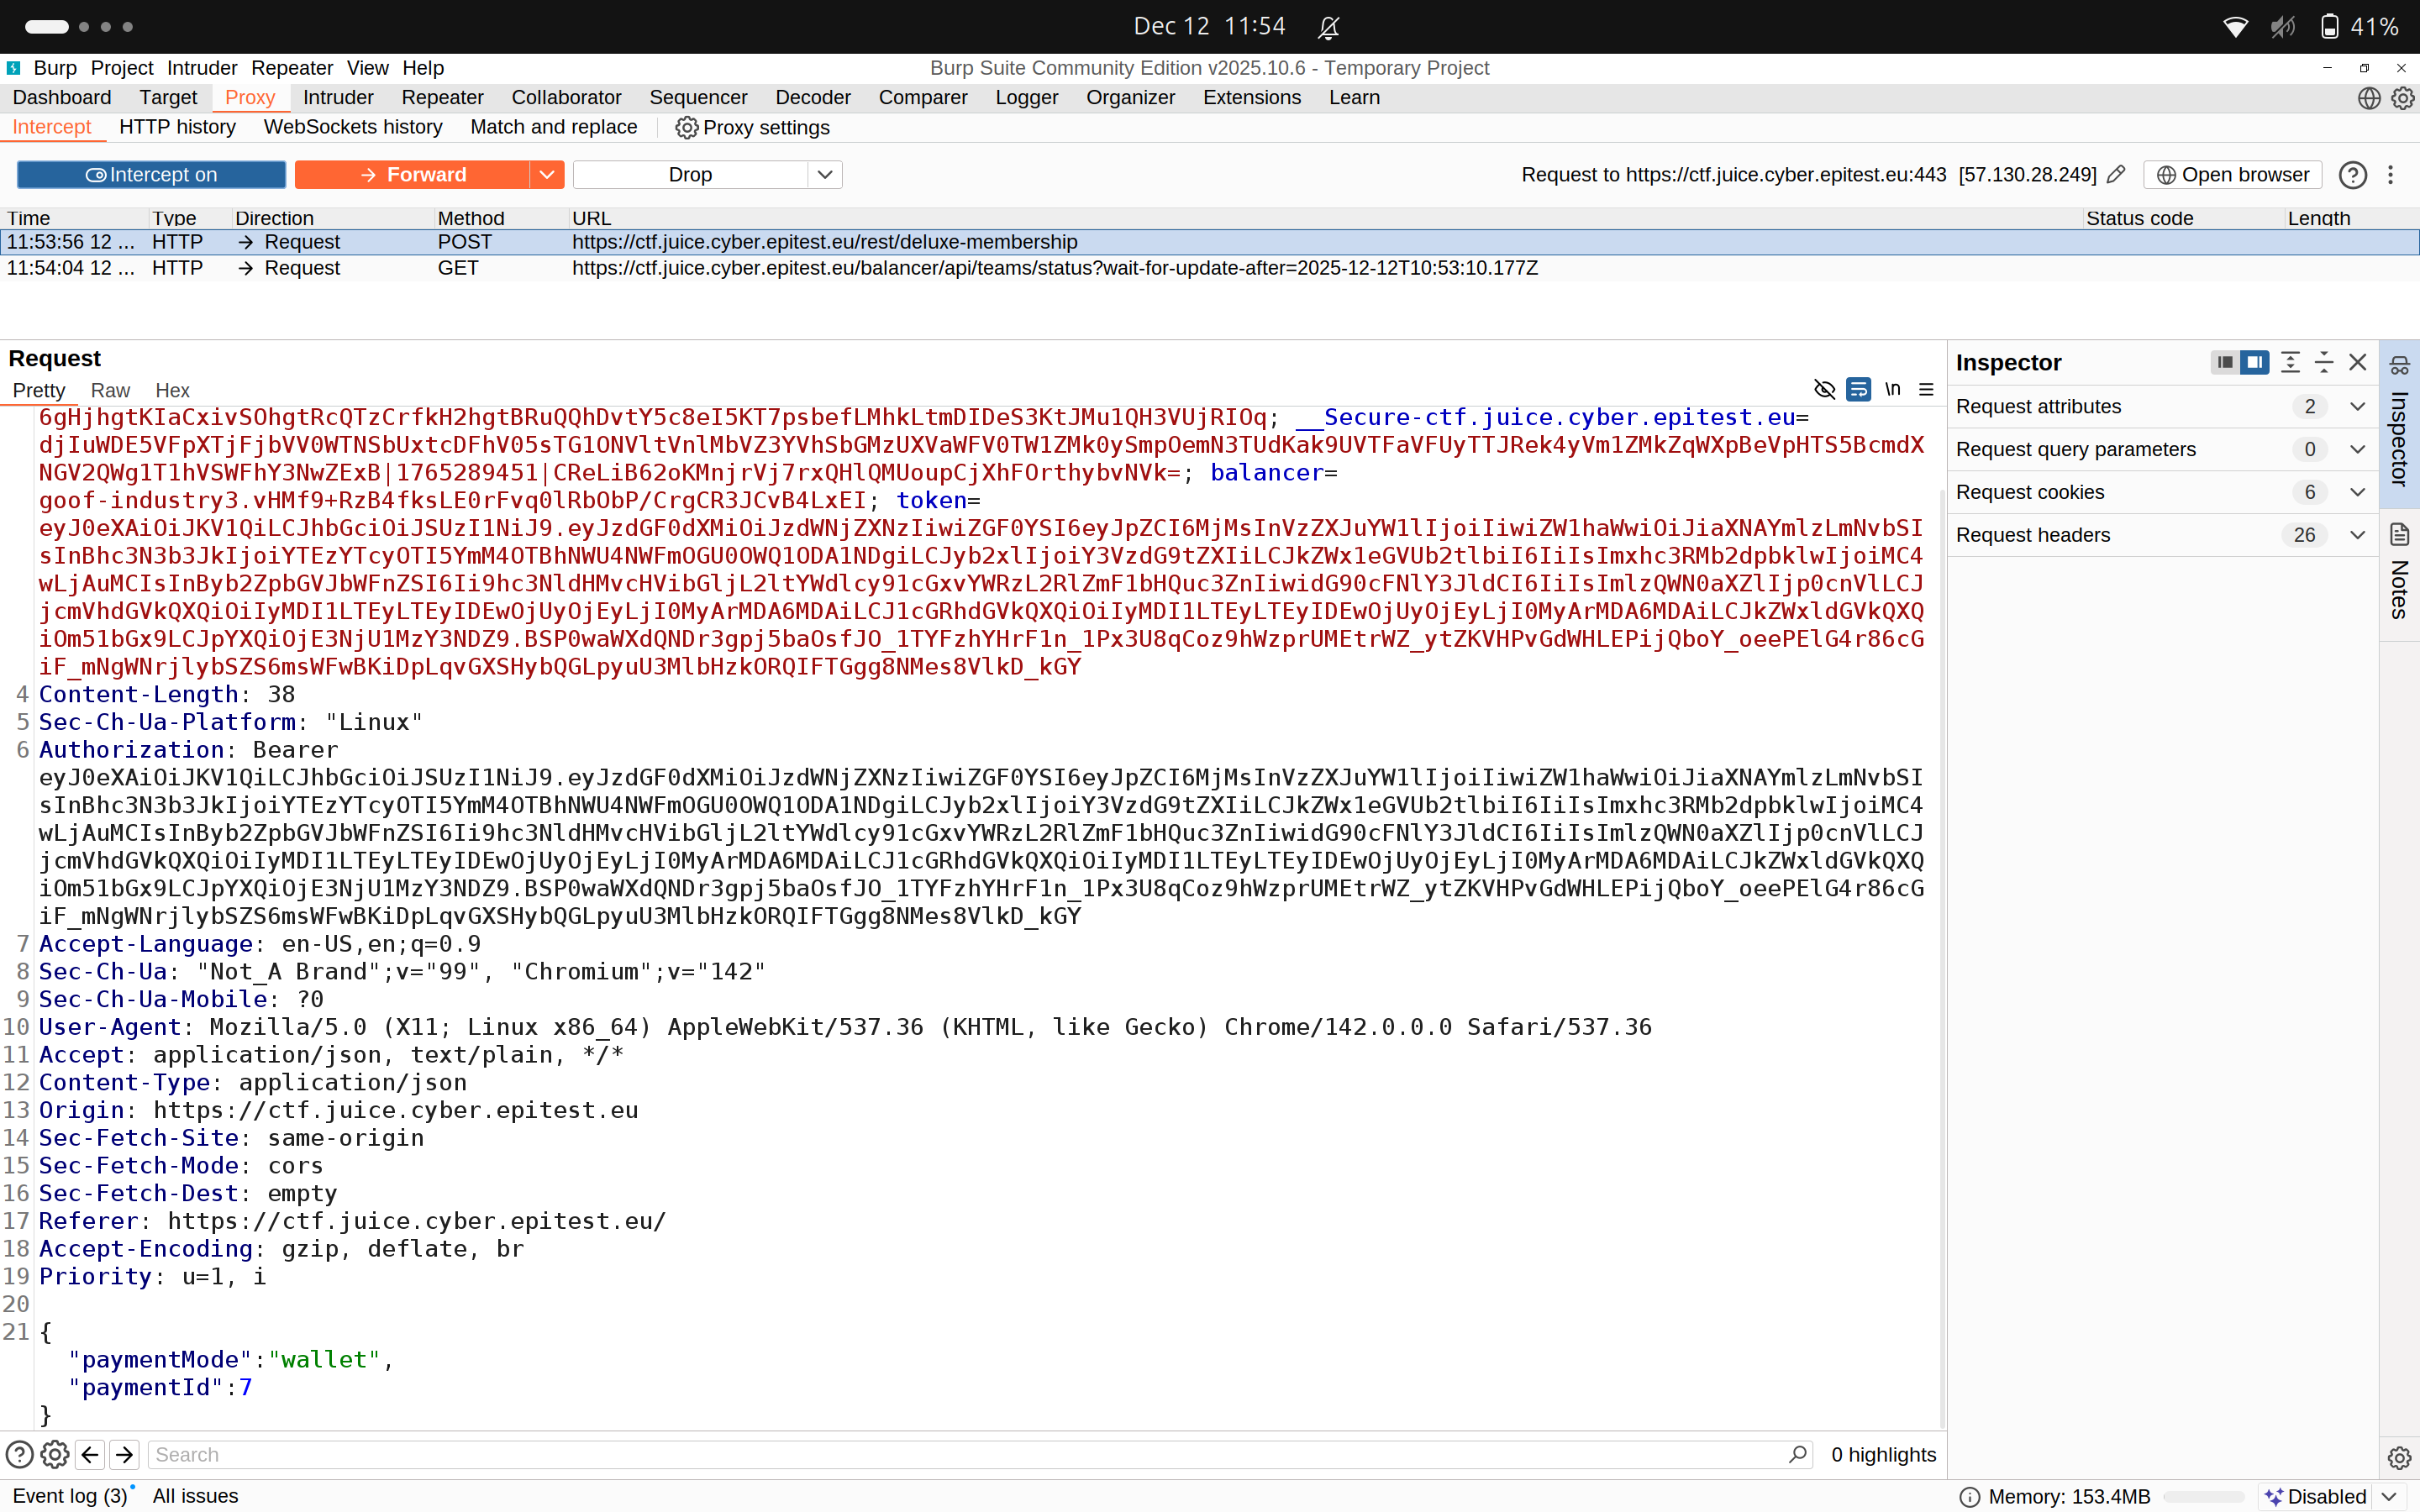 Dec 12 11:54
41%
Burp Project Intruder Repeater View Help
Burp Suite Community Edition v2025.10.6 - Temporary Project
Dashboard Target Proxy Intruder Repeater Collaborator Sequencer Decoder Comparer Logger Organizer Extensions Learn
Intercept HTTP history WebSockets history Match and replace Proxy settings
Intercept on Forward Drop
Request to https://ctf.juice.cyber.epitest.eu:443 [57.130.28.249] Open browser
Time Type Direction Method URL Status code Length
11:53:56 12 ... HTTP → Request POST https://ctf.juice.cyber.epitest.eu/rest/deluxe-membership
11:54:04 12 ... HTTP → Request GET https://ctf.juice.cyber.epitest.eu/balancer/api/teams/status?wait-for-update-after=2025-12-12T10:53:10.177Z
Request
Pretty Raw Hex
\n
6gHjhgtKIaCxivSOhgtRcQTzCrfkH2hgtBRuQQhDvtY5c8eI5KT7psbefLMhkLtmDIDeS3KtJMu1QH3VUjRIOq; __Secure-ctf.juice.cyber.epitest.eu=
djIuWDE5VFpXTjFjbVV0WTNSbUxtcDFhV05sTG1ONVltVnlMbVZ3YVhSbGMzUXVaWFV0TW1ZMk0ySmpOemN3TUdKak9UVTFaVFUyTTJRek4yVm1ZMkZqWXpBeVpHTS5BcmdX
NGV2QWg1T1hVSWFhY3NwZExB|1765289451|CReLiB62oKMnjrVj7rxQHlQMUoupCjXhFOrthybvNVk=; balancer=
goof-industry3.vHMf9+RzB4fksLE0rFvq0lRbObP/CrgCR3JCvB4LxEI; token=
eyJ0eXAiOiJKV1QiLCJhbGciOiJSUzI1NiJ9.eyJzdGF0dXMiOiJzdWNjZXNzIiwiZGF0YSI6eyJpZCI6MjMsInVzZXJuYW1lIjoiIiwiZW1haWwiOiJiaXNAYmlzLmNvbSI
sInBhc3N3b3JkIjoiYTEzYTcyOTI5YmM4OTBhNWU4NWFmOGU0OWQ1ODA1NDgiLCJyb2xlIjoiY3VzdG9tZXIiLCJkZWx1eGVUb2tlbiI6IiIsImxhc3RMb2dpbklwIjoiMC4
wLjAuMCIsInByb2ZpbGVJbWFnZSI6Ii9hc3NldHMvcHVibGljL2ltYWdlcy91cGxvYWRzL2RlZmF1bHQuc3ZnIiwidG90cFNlY3JldCI6IiIsImlzQWN0aXZlIjp0cnVlLCJ
jcmVhdGVkQXQiOiIyMDI1LTEyLTEyIDEwOjUyOjEyLjI0MyArMDA6MDAiLCJ1cGRhdGVkQXQiOiIyMDI1LTEyLTEyIDEwOjUyOjEyLjI0MyArMDA6MDAiLCJkZWxldGVkQXQ
iOm51bGx9LCJpYXQiOjE3NjU1MzY3NDZ9.BSP0waWXdQNDr3gpj5baOsfJO_1TYFzhYHrF1n_1Px3U8qCoz9hWzprUMEtrWZ_ytZKVHPvGdWHLEPijQboY_oeePElG4r86cG
iF_mNgWNrjlybSZS6msWFwBKiDpLqvGXSHybQGLpyuU3MlbHzkORQIFTGgg8NMes8VlkD_kGY
4 Content-Length: 38
5 Sec-Ch-Ua-Platform: "Linux"
6 Authorization: Bearer
eyJ0eXAiOiJKV1QiLCJhbGciOiJSUzI1NiJ9.eyJzdGF0dXMiOiJzdWNjZXNzIiwiZGF0YSI6eyJpZCI6MjMsInVzZXJuYW1lIjoiIiwiZW1haWwiOiJiaXNAYmlzLmNvbSI
sInBhc3N3b3JkIjoiYTEzYTcyOTI5YmM4OTBhNWU4NWFmOGU0OWQ1ODA1NDgiLCJyb2xlIjoiY3VzdG9tZXIiLCJkZWx1eGVUb2tlbiI6IiIsImxhc3RMb2dpbklwIjoiMC4
wLjAuMCIsInByb2ZpbGVJbWFnZSI6Ii9hc3NldHMvcHVibGljL2ltYWdlcy91cGxvYWRzL2RlZmF1bHQuc3ZnIiwidG90cFNlY3JldCI6IiIsImlzQWN0aXZlIjp0cnVlLCJ
jcmVhdGVkQXQiOiIyMDI1LTEyLTEyIDEwOjUyOjEyLjI0MyArMDA6MDAiLCJ1cGRhdGVkQXQiOiIyMDI1LTEyLTEyIDEwOjUyOjEyLjI0MyArMDA6MDAiLCJkZWxldGVkQXQ
iOm51bGx9LCJpYXQiOjE3NjU1MzY3NDZ9.BSP0waWXdQNDr3gpj5baOsfJO_1TYFzhYHrF1n_1Px3U8qCoz9hWzprUMEtrWZ_ytZKVHPvGdWHLEPijQboY_oeePElG4r86cG
iF_mNgWNrjlybSZS6msWFwBKiDpLqvGXSHybQGLpyuU3MlbHzkORQIFTGgg8NMes8VlkD_kGY
7 Accept-Language: en-US,en;q=0.9
8 Sec-Ch-Ua: "Not_A Brand";v="99", "Chromium";v="142"
9 Sec-Ch-Ua-Mobile: ?0
10 User-Agent: Mozilla/5.0 (X11; Linux x86_64) AppleWebKit/537.36 (KHTML, like Gecko) Chrome/142.0.0.0 Safari/537.36
11 Accept: application/json, text/plain, */*
12 Content-Type: application/json
13 Origin: https://ctf.juice.cyber.epitest.eu
14 Sec-Fetch-Site: same-origin
15 Sec-Fetch-Mode: cors
16 Sec-Fetch-Dest: empty
17 Referer: https://ctf.juice.cyber.epitest.eu/
18 Accept-Encoding: gzip, deflate, br
19 Priority: u=1, i
20
21 {
"paymentMode":"wallet",
"paymentId":7
}
Inspector
Request attributes 2
Request query parameters 0
Request cookies 6
Request headers 26
Inspector
Notes
Search
0 highlights
Event log (3) All issues
Memory: 153.4MB
Disabled